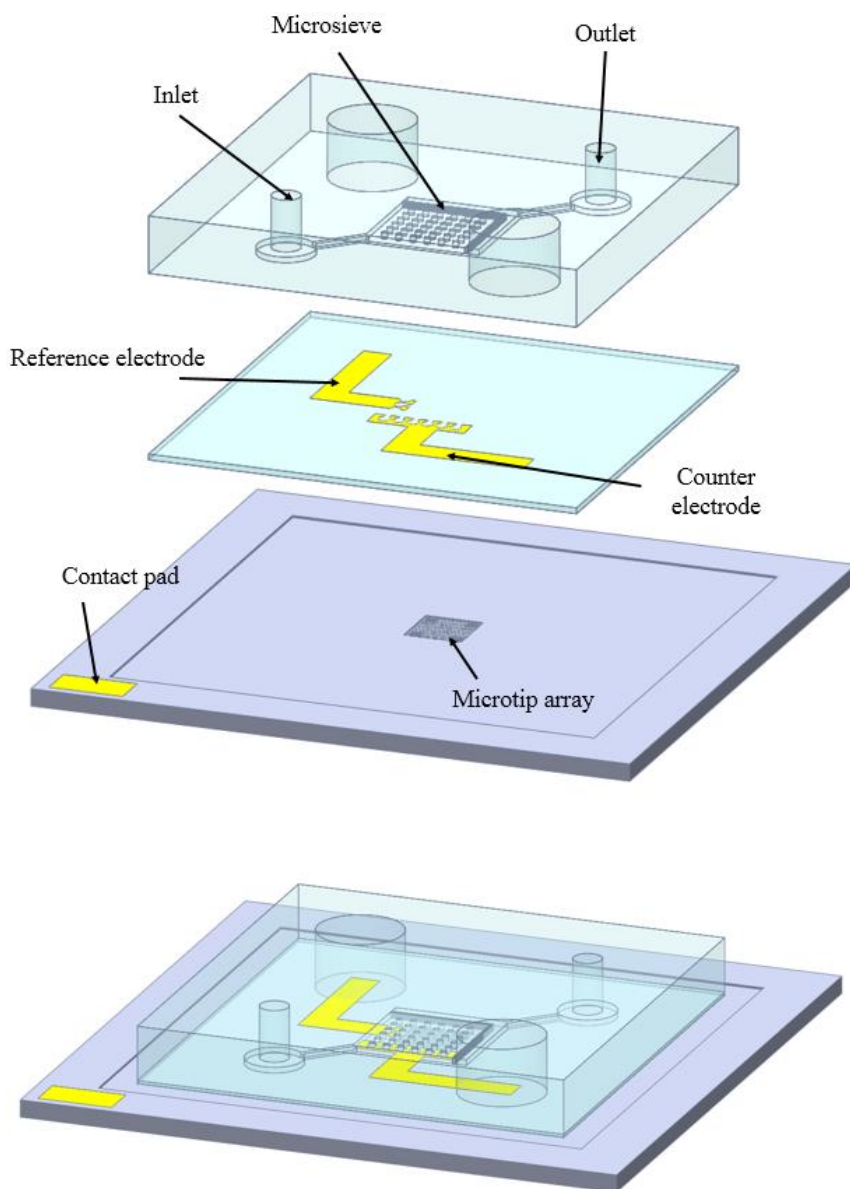 Microsieve
Outlet
Inlet
Reference electrode
Counter
electrode
Contact pad
Microtip array